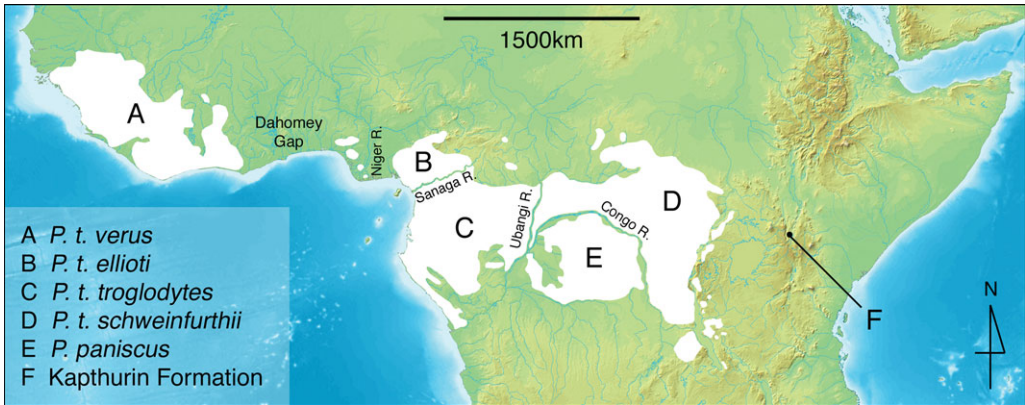 1500km
A
Dahomey
Gap
Niger R.
B
Sanaga R.
C
Ubangi R.
Congo R.
D
E
F
N
A P. t. verus
B P. t. ellioti
C P. t. troglodytes
D P. t. schweinfurthii
E P. paniscus
F Kapthurin Formation